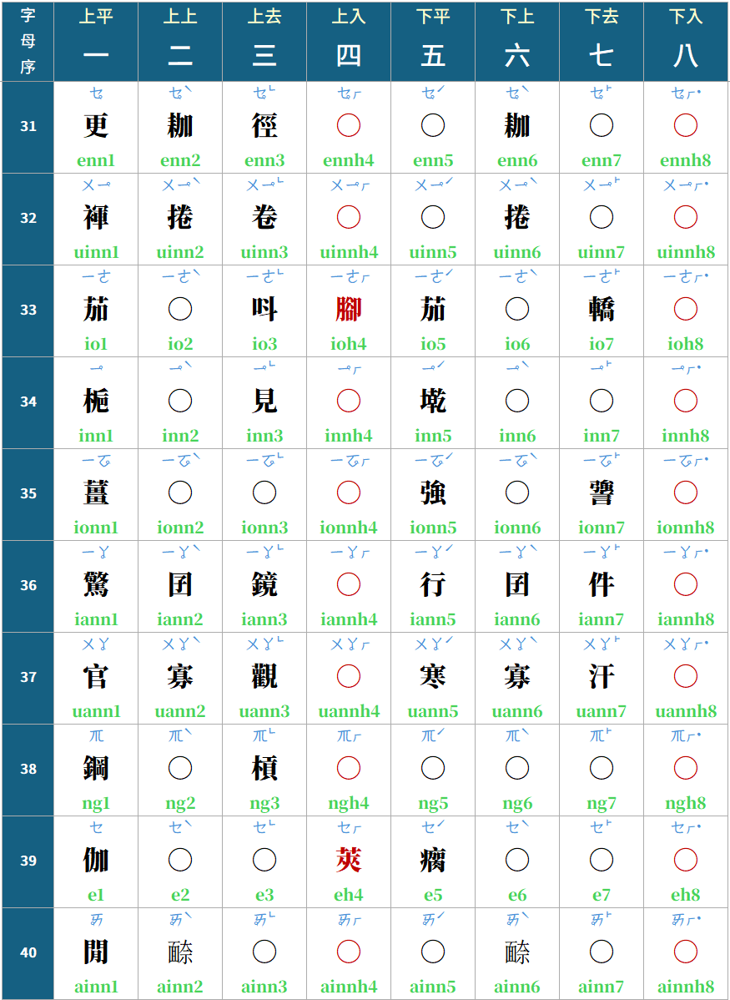 字母序 上平 上上 上去 上入 下平 下上 下去 下入
一 二 三 四 五 六 七 八
ㆥ ㆥˋ ㆥ˪ ㆥㆷ ㆥˊ ㆥˋ ㆥ˫ ㆥㆷ˙
31 更 耞 徑 〇 〇 耞 〇 〇
enn1 enn2 enn3 ennh4 enn5 enn6 enn7 ennh8
ㄨㆪ ㄨㆪˋ ㄨㆪ˪ ㄨㆪㆷ ㄨㆪˊ ㄨㆪˋ ㄨㆪ˫ ㄨㆪㆷ˙
32 褌 捲 卷 〇 〇 捲 〇 〇
uinn1 uinn2 uinn3 uinnh4 uinn5 uinn6 uinn7 uinnh8
ㄧㄜ ㄧㄜˋ ㄧㄜ˪ ㄧㄜㆷ ㄧㄜˊ ㄧㄜˋ ㄧㄜ˫ ㄧㄜㆷ˙
33 茄 〇 呌 腳 茄 〇 轎 〇
io1 io2 io3 ioh4 io5 io6 io7 ioh8
ㆪ ㆪˋ ㆪ˪ ㆪㆷ ㆪˊ ㆪˋ ㆪ˫ ㆪㆷ˙
34 梔 〇 見 〇 墘 〇 〇 〇
inn1 inn2 inn3 innh4 inn5 inn6 inn7 innh8
ㄧㆧ ㄧㆧˋ ㄧㆧ˪ ㄧㆧㆷ ㄧㆧˊ ㄧㆧˋ ㄧㆧ˫ ㄧㆧㆷ˙
35 薑 〇 〇 〇 強 〇 謽 〇
ionn1 ionn2 ionn3 ionnh4 ionn5 ionn6 ionn7 ionnh8
ㄧㆩ ㄧㆩˋ ㄧㆩ˪ ㄧㆩㆷ ㄧㆩˊ ㄧㆩˋ ㄧㆩ˫ ㄧㆩㆷ˙
36 驚 囝 鏡 〇 行 囝 件 〇
iann1 iann2 iann3 iannh4 iann5 iann6 iann7 iannh8
ㄨㆩ ㄨㆩˋ ㄨㆩ˪ ㄨㆩㆷ ㄨㆩˊ ㄨㆩˋ ㄨㆩ˫ ㄨㆩㆷ˙
37 官 寡 觀 〇 寒 寡 汗 〇
uann1 uann2 uann3 uannh4 uann5 uann6 uann7 uannh8
ㆭ ㆭˋ ㆭ˪ ㆭㆷ ㆭˊ ㆭˋ ㆭ˫ ㆭㆷ˙
38 鋼 〇 槓 〇 〇 〇 〇 〇
ng1 ng2 ng3 ngh4 ng5 ng6 ng7 ngh8
ㆤ ㆤˋ ㆤ˪ ㆤㆷ ㆤˊ ㆤˋ ㆤ˫ ㆤㆷ˙
39 伽 〇 〇 莢 瘸 〇 〇 〇
e1 e2 e3 eh4 e5 e6 e7 eh8
ㆮ ㆮˋ ㆮ˪ ㆮㆷ ㆮˊ ㆮˋ ㆮ˫ ㆮㆷ˙
40 閒 〇 〇 〇 〇 〇
ainn1 ainn2 ainn3 ainnh4 ainn5 ainn6 ainn7 ainnh8